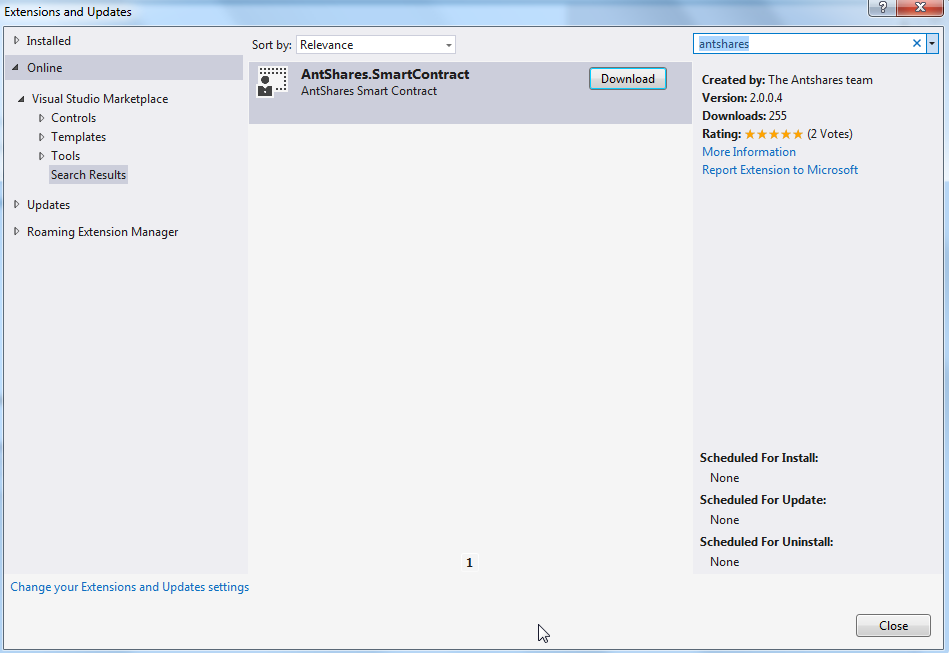 Extensions and Updates
?
Installed
Online
Visual Studio Marketplace
Controls
Templates
Tools
Search Results
Updates
Roaming Extension Manager
Sort by: Relevance
AntShares.SmartContract
AntShares Smart Contract
Download
1
antshares
Created by: The Antshares team
Version: 2.0.0.4
Downloads: 255
Rating: ★★★★★ (2 Votes)
More Information
Report Extension to Microsoft
Scheduled For Install:
None
Scheduled For Update:
None
Scheduled For Uninstall:
None
Change your Extensions and Updates settings
Close